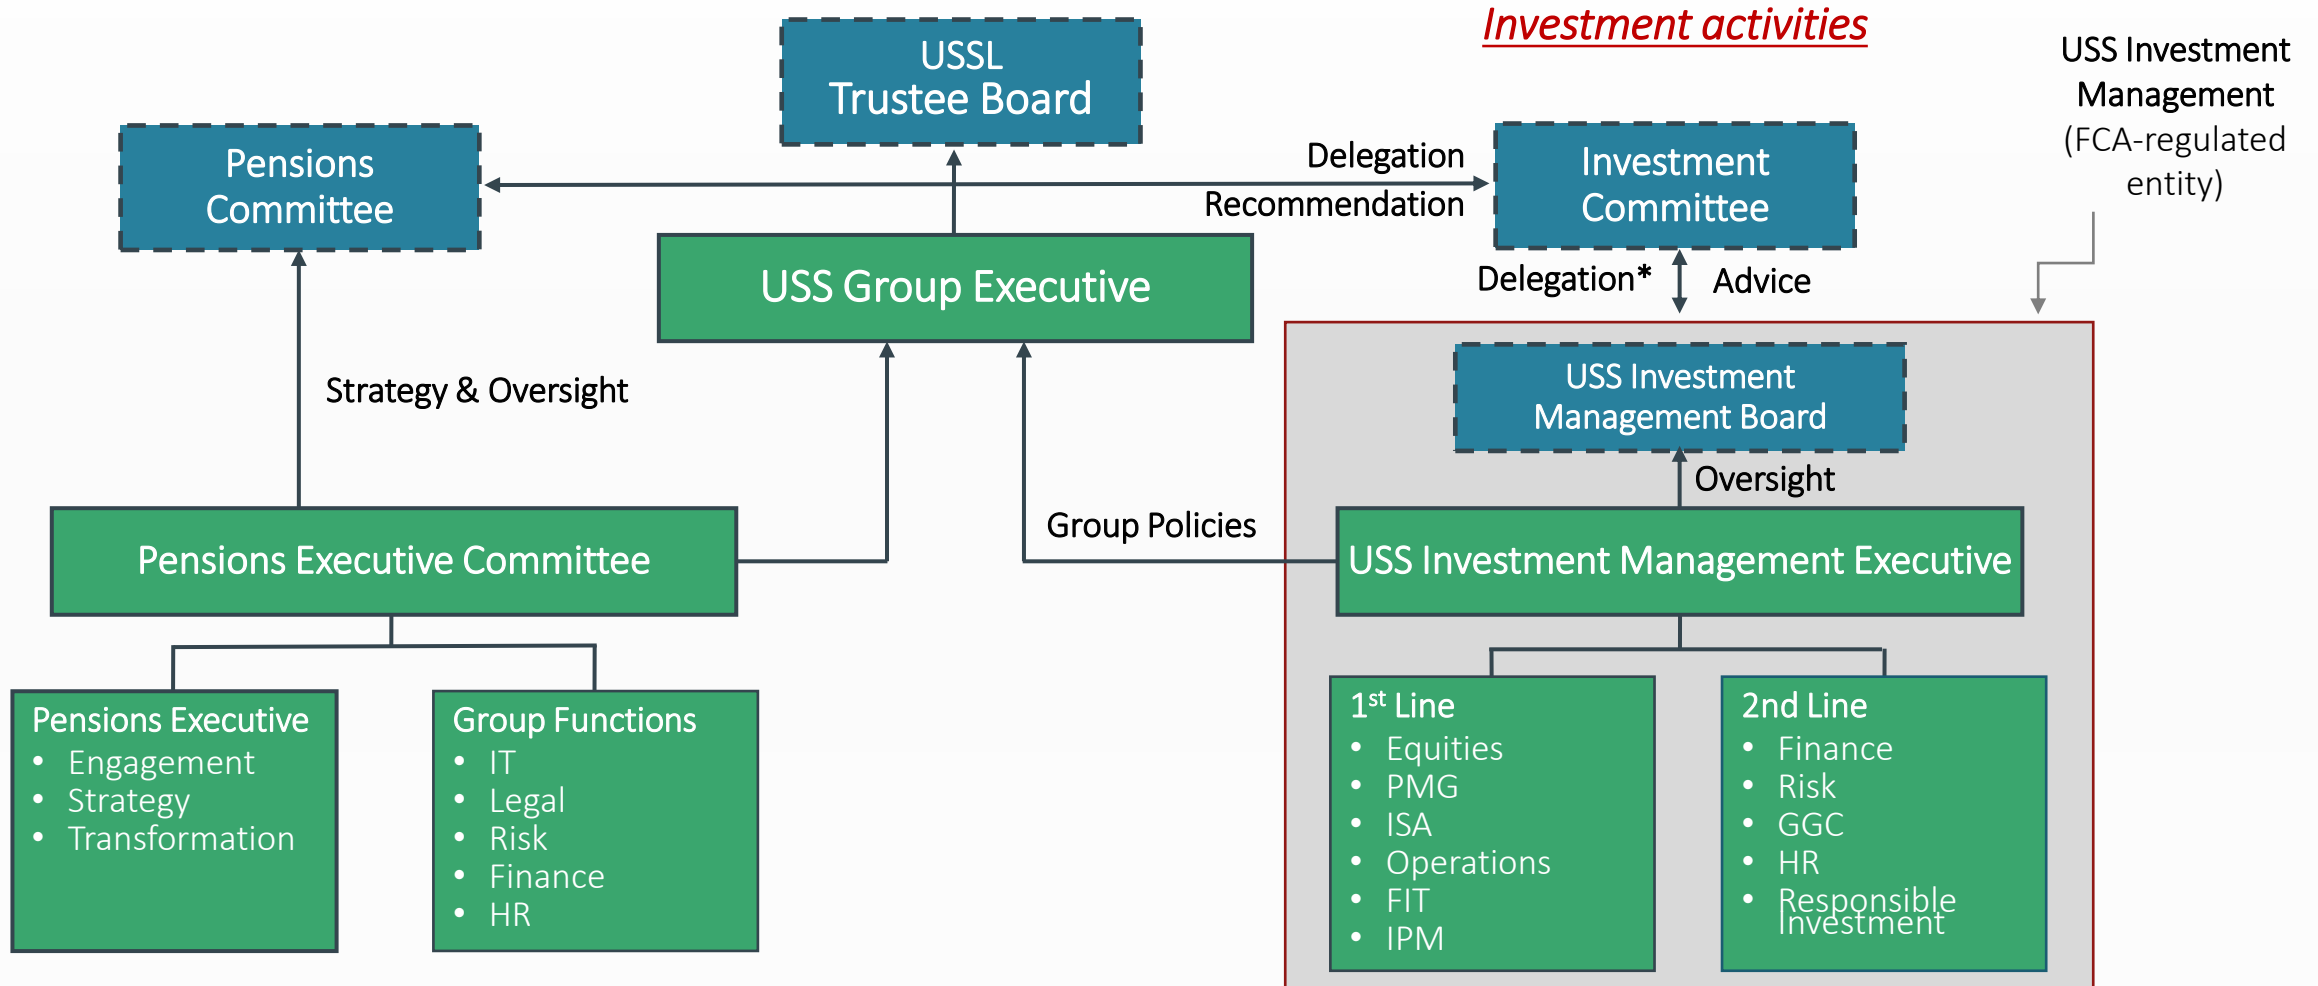 Investment activities
USSL
Trustee Board
USS Investment
Management
(FCA-regulated
entity)
Pensions
Committee
Delegation
Recommendation
Investment
Committee
USS Group Executive
Delegation*
Advice
Strategy & Oversight
USS Investment
Management Board
Oversight
Group Policies
Pensions Executive Committee
USS Investment Management Executive
Pensions Executive
• Engagement
• Strategy
• Transformation
Group Functions
• IT
• Legal
• Risk
• Finance
• HR
1st Line
• Equities
• PMG
• ISA
• Operations
• FIT
• IPM
2nd Line
• Finance
• Risk
• GGC
• HR
• Responsible
Investment